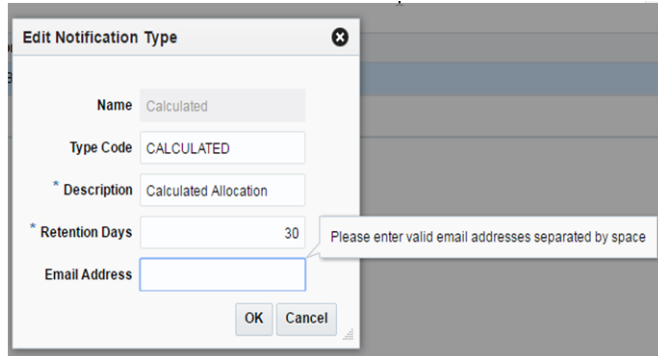 Edit Notification Type
Name Calculated
Type Code CALCULATED
* Description Calculated Allocation
* Retention Days 30
Please enter valid email addresses separated by space
Email Address
OK Cancel